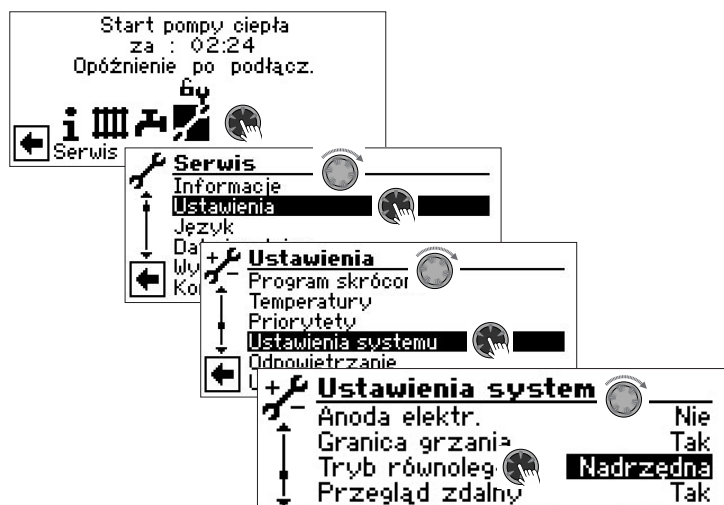 Start pompy ciepła
za : 02:24
Opóźnienie po podłącz.
Serwis
Serwis
Informacje
Ustawienia
Język
Ustawienia
Program skrócon
Temperatury
Priorytety
Ustawienia systemu
Odpowietrzanie
Ustawienia system
Anoda elektr. Nie
Granica grzania Tak
Tryb równoleg Nadrzędna
Przegląd zdalny Tak